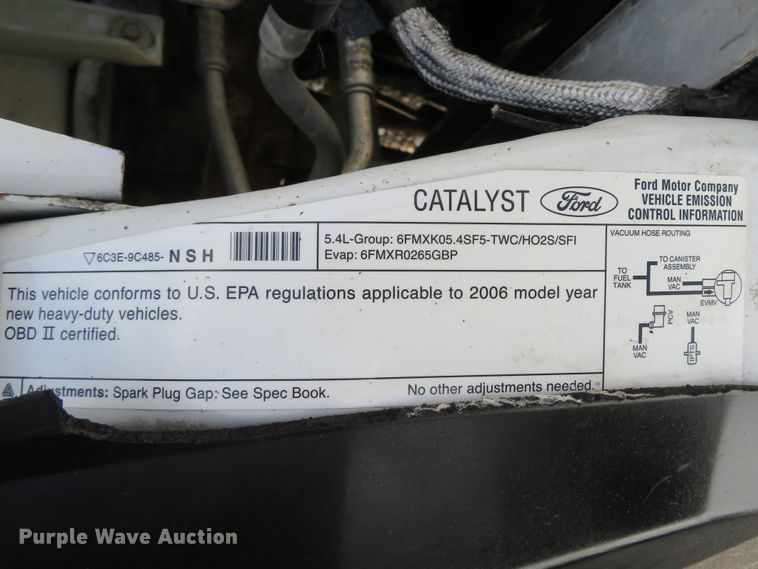 CATALYST Ford
Ford Motor Company
VEHICLE EMISSION
CONTROL INFORMATION
6C3E-9C485- NSH
5.4L-Group: 6FMXK05.4SF5-TWC/HO2S/SFI
Evap: 6FMXR0265GBP
This vehicle conforms to U.S. EPA regulations applicable to 2006 model year
new heavy-duty vehicles.
OBD II certified.
Adjustments: Spark Plug Gap: See Spec Book.
No other adjustments needed.
VACUUM HOSE ROUTING
TO CANISTER
ASSEMBLY
TO
FUEL
TANK
MAN
VAC
EVMV
PCV
MAN
VAC
MAN
VAC
IPTS
Purple Wave Auction